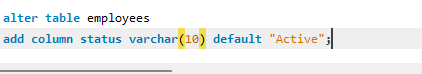 alter table employees
add column status varchar(10) default "Active";